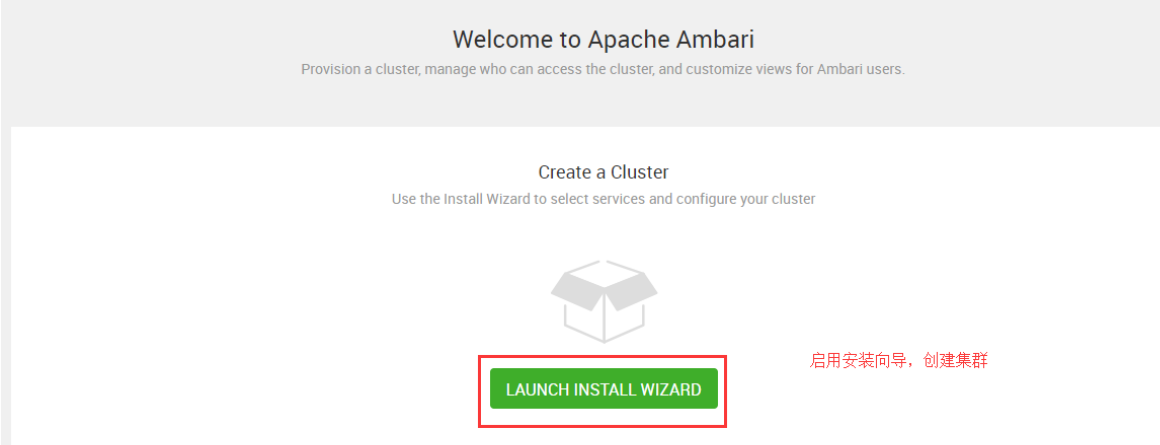 Welcome to Apache Ambari
Provision a cluster, manage who can access the cluster, and customize views for Ambari users.
Create a Cluster
Use the Install Wizard to select services and configure your cluster
启用安装向导，创建集群
LAUNCH INSTALL WIZARD